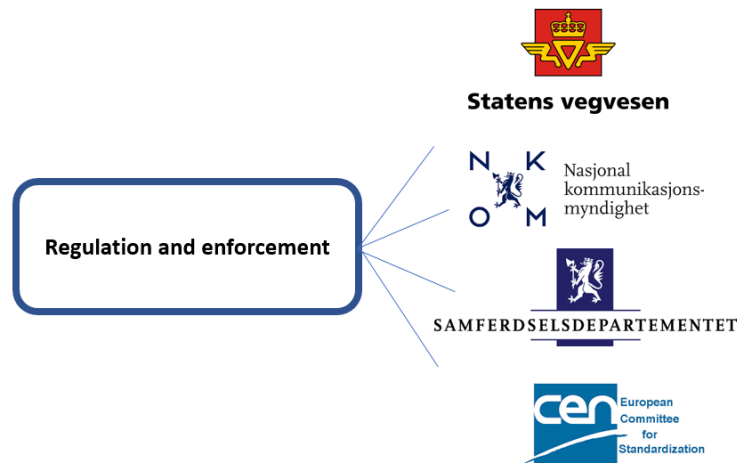 Statens vegvesen
N K
O M
Nasjonal
kommunikasjons-
myndighet
Regulation and enforcement
SAMFERDSELSDEPARTEMENTET
cen
European
Committee
for
Standardization